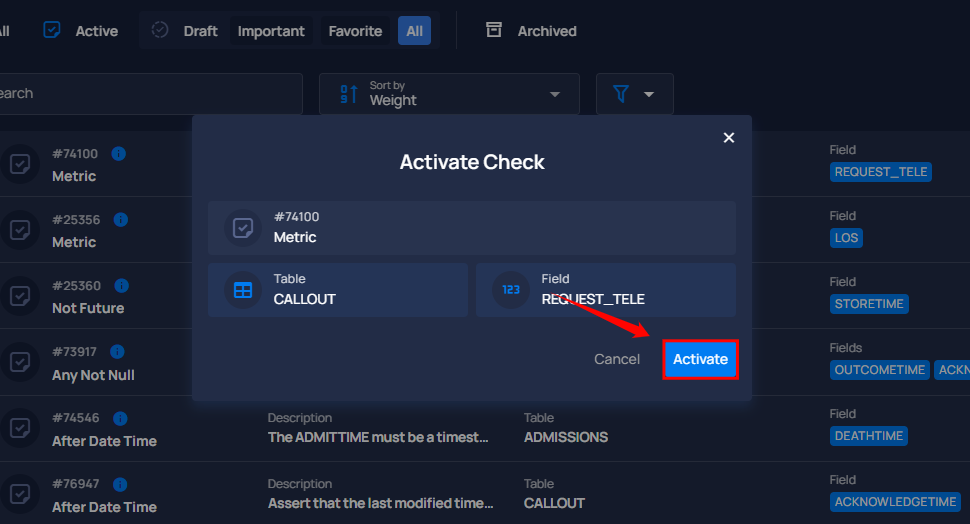 All
Active
Draft
Important
Favorite
All
Archived
earch
Sort by
Weight
Activate Check
#74100
Metric
Table
CALLOUT
123
Field
REQUEST_TELE
Cancel
Activate
#74100
Metric
Field
REQUEST_TELE
#25356
Metric
Field
LOS
#25360
Not Future
Field
STORETIME
#73917
Any Not Null
Fields
OUTCOMETIME
ACKN
#74546
After Date Time
Description
The ADMITTIME must be a timest...
Table
ADMISSIONS
Field
DEATHTIME
#76947
After Date Time
Description
Assert that the last modified time...
Table
CALLOUT
Field
ACKNOWLEDGETIME